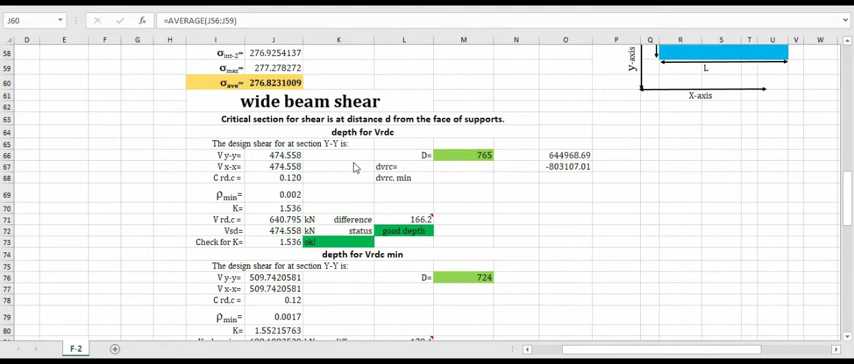 J60 =AVERAGE(J56:J59)
D E F G H I J K L M N O P Q R S T U V W
58 σint-2= 276.9254137
59 σmax= 277.278272
60 σave= 276.8231009
y-axis
L
X-axis
61 wide beam shear
62
63 Critical section for shear is at distance d from the face of supports.
64 depth for Vrdc
65 The design shear for at section Y-Y is:
66 V y-y= 474.558 D= 765 644968.69
67 V x-x= 474.558 dvrc= -803107.01
68 C rd.c = 0.120 dvrc. min
69 ρmin= 0.002
70 K= 1.536
71 V rd.c = 640.795 kN difference 166.2
72 Vsd= 474.558 kN status good depth
73 Check for K= 1.536 ok!
74 depth for Vrdc min
75 The design shear for at section Y-Y is:
76 V y-y= 509.7420581 D= 724
77 V x-x= 509.7420581
78 C rd.c = 0.12
79 ρmin= 0.0017
80 K= 1.55215763
F-2